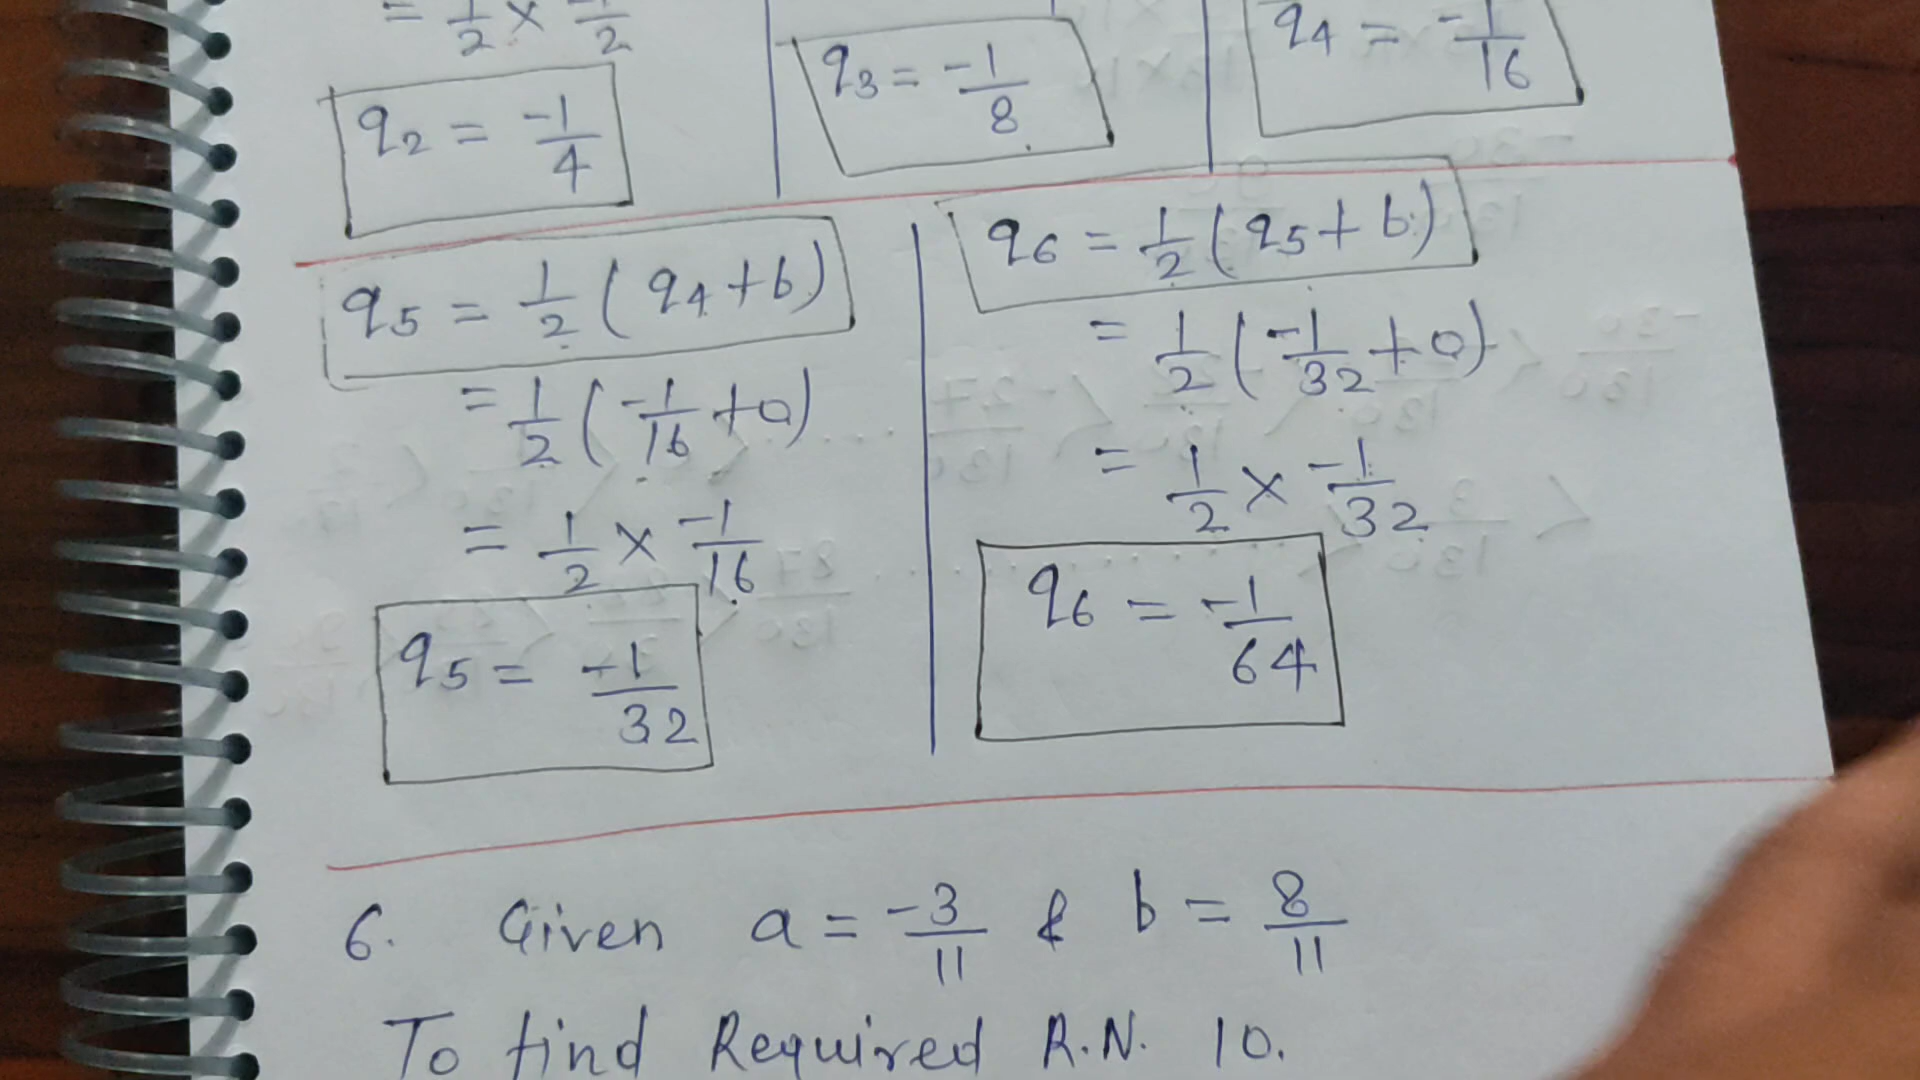 = 1/2 × -1/2
q2 = -1/4
q3 = -1/8
q4 = -1/16
q5 = 1/2 ( q4 + b )
= 1/2 ( -1/16 + 0 )
= 1/2 × -1/16
q5 = -1/32
q6 = 1/2 ( q5 + b )
= 1/2 ( -1/32 + 0 )
= 1/2 × -1/32
q6 = -1/64
6. Given a = -3/11 & b = 8/11
To find Required R.N. 10.